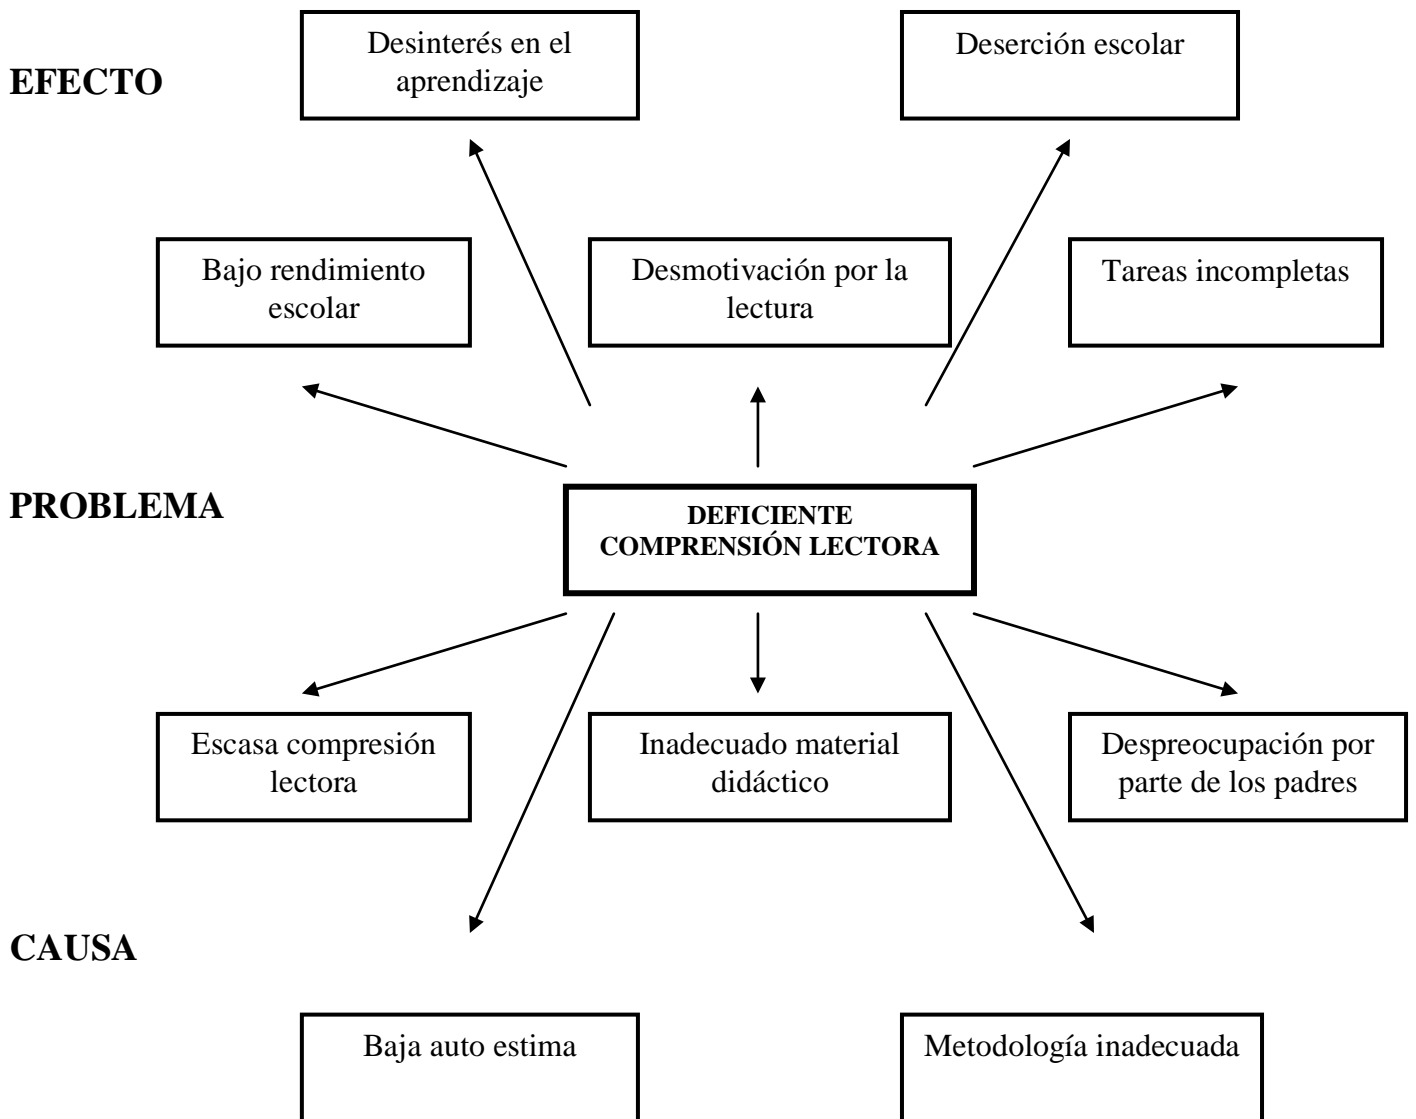 Desinterés en el
aprendizaje
Deserción escolar
EFECTO
Bajo rendimiento
escolar
Desmotivación por la
lectura
Tareas incompletas
PROBLEMA
DEFICIENTE
COMPRENSIÓN LECTORA
Escasa compresión
lectora
Inadecuado material
didáctico
Despreocupación por
parte de los padres
CAUSA
Baja auto estima
Metodología inadecuada